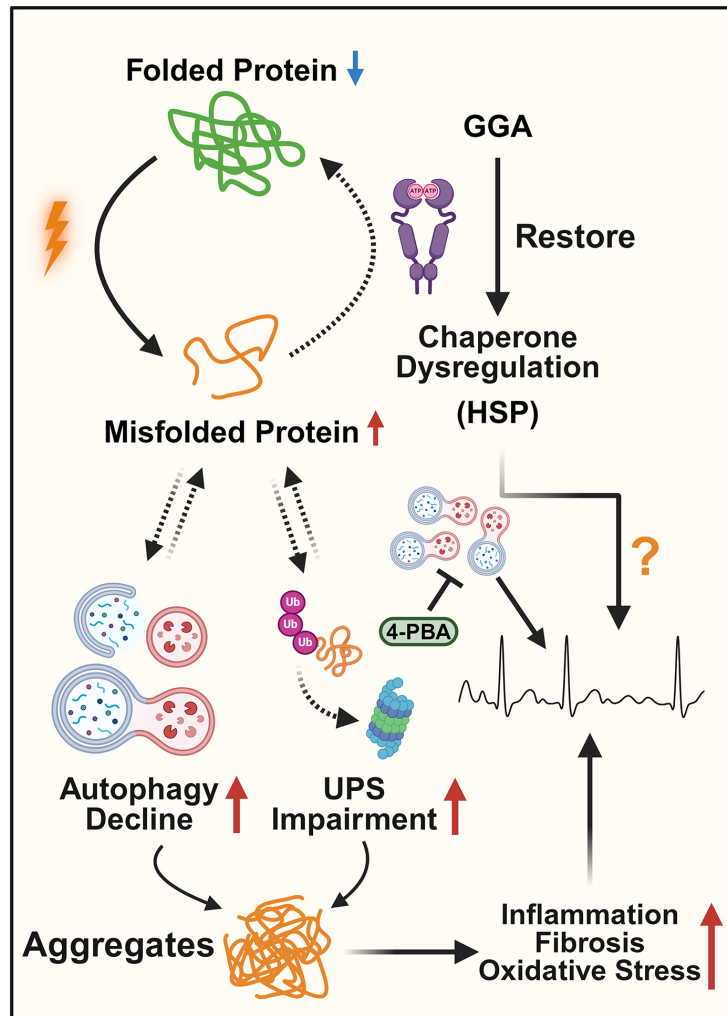 Folded Protein
GGA
ATP ATP
Restore
Chaperone
Dysregulation
(HSP)
Misfolded Protein
?
Ub
Ub
Ub
4-PBA
Autophagy
Decline
UPS
Impairment
Aggregates
Inflammation
Fibrosis
Oxidative Stress